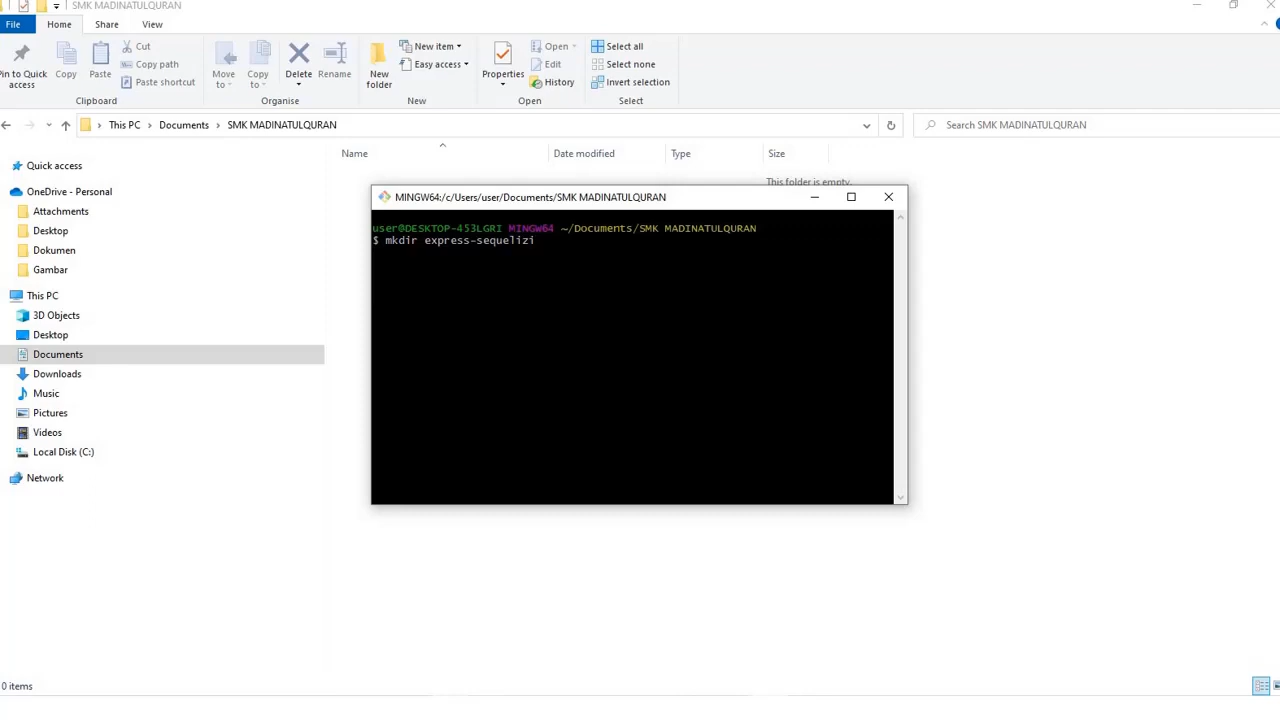 SMK MADINATULQURAN
File Home Share View
Pin to Quick access
Copy
Paste
Cut
Copy path
Paste shortcut
Clipboard
Move to
Copy to
Delete
Rename
Organise
New folder
New item
Easy access
New
Properties
Open
Edit
History
Open
Select all
Select none
Invert selection
Select
This PC > Documents > SMK MADINATULQURAN
Search SMK MADINATULQURAN
Name Date modified Type Size
This folder is empty.
Quick access
OneDrive - Personal
Attachments
Desktop
Dokumen
Gambar
This PC
3D Objects
Desktop
Documents
Downloads
Music
Pictures
Videos
Local Disk (C:)
Network
MINGW64:/c/Users/user/Documents/SMK MADINATULQURAN
user@DESKTOP-453LGRI MINGW64 ~/Documents/SMK MADINATULQURAN
$ mkdir express-sequelizi
0 items